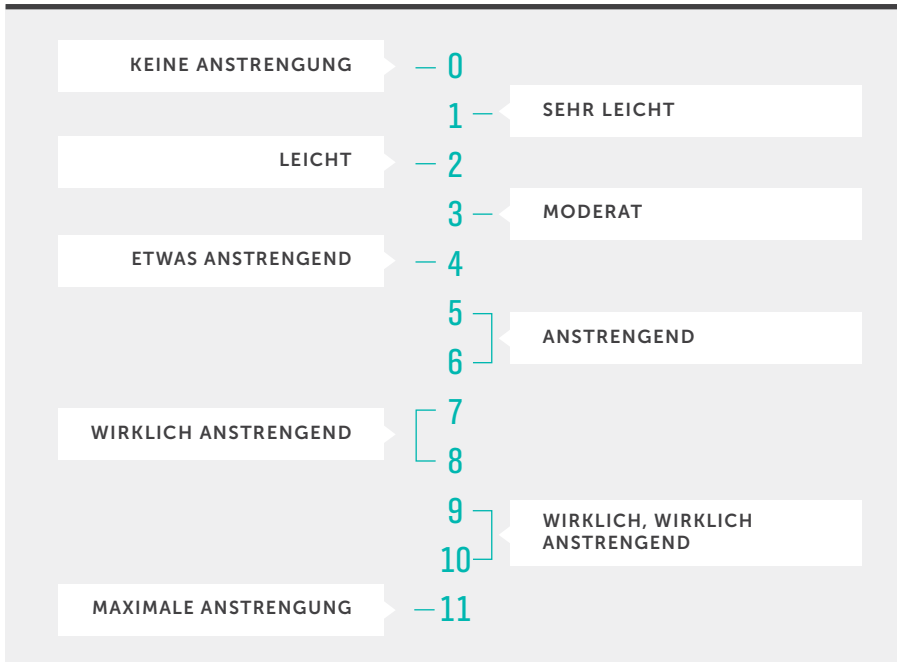 KEINE ANSTRENGUNG
0
1
SEHR LEICHT
LEICHT
2
3
MODERAT
ETWAS ANSTRENGEND
4
5
6
ANSTRENGEND
WIRKLICH ANSTRENGEND
7
8
9
10
WIRKLICH, WIRKLICH
ANSTRENGEND
MAXIMALE ANSTRENGUNG
11